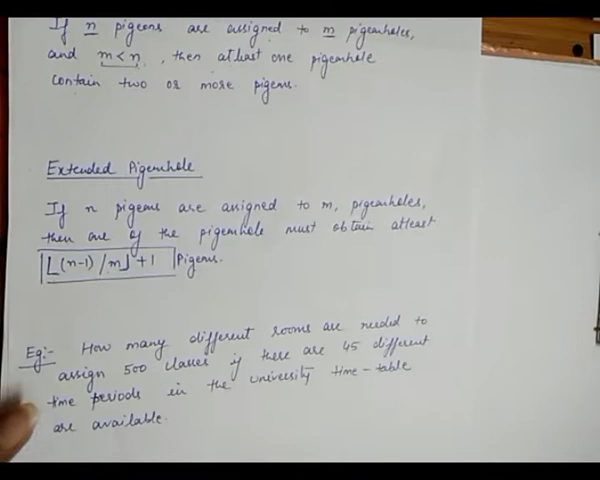 If n pigeons are assigned to m pigeonholes,
and m < n, then atleast one pigeonhole
contain two or more pigeons.
Extended Pigeonhole
If n pigeons are assigned to m, pigeonholes,
then one of the pigeonhole must obtain atleast
⌊(n-1) /m⌋ +1 Pigeons.
Eg:- How many different rooms are needed to
assign 500 classes if there are 45 different
time periods in the university time-table
are available.